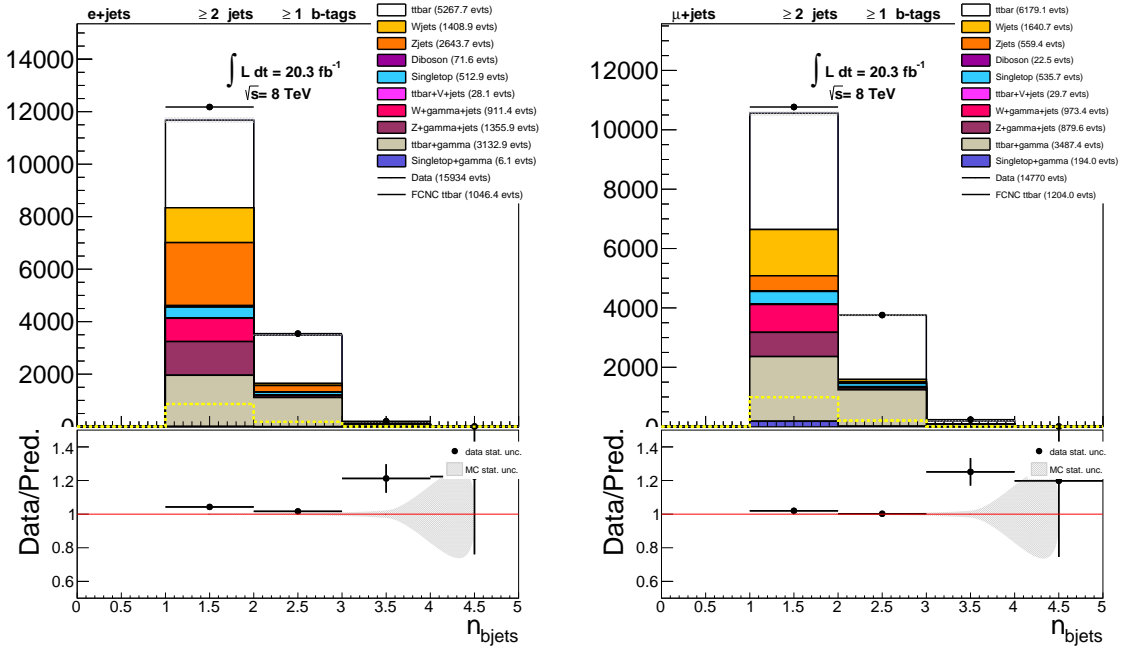 e+jets ≥ 2 jets ≥ 1 b-tags
∫ L dt = 20.3 fb⁻¹
√s= 8 TeV
ttbar (5267.7 evts)
Wjets (1408.9 evts)
Zjets (2643.7 evts)
Diboson (71.6 evts)
Singletop (512.9 evts)
ttbar+V+jets (28.1 evts)
W+gamma+jets (911.4 evts)
Z+gamma+jets (1355.9 evts)
ttbar+gamma (3132.9 evts)
Singletop+gamma (6.1 evts)
Data (15934 evts)
FCNC ttbar (1046.4 evts)
14000
12000
10000
8000
6000
4000
2000
0
Data/Pred.
1.4
1.2
1
0.8
0.6
data stat. unc.
MC stat. unc.
0 0.5 1 1.5 2 2.5 3 3.5 4 4.5 5
n_bjets
μ+jets ≥ 2 jets ≥ 1 b-tags
∫ L dt = 20.3 fb⁻¹
√s= 8 TeV
ttbar (6179.1 evts)
Wjets (1640.7 evts)
Zjets (559.4 evts)
Diboson (22.5 evts)
Singletop (535.7 evts)
ttbar+V+jets (29.7 evts)
W+gamma+jets (973.4 evts)
Z+gamma+jets (879.6 evts)
ttbar+gamma (3487.4 evts)
Singletop+gamma (194.0 evts)
Data (14770 evts)
FCNC ttbar (1204.0 evts)
12000
10000
8000
6000
4000
2000
0
Data/Pred.
1.4
1.2
1
0.8
0.6
data stat. unc.
MC stat. unc.
0 0.5 1 1.5 2 2.5 3 3.5 4 4.5 5
n_bjets